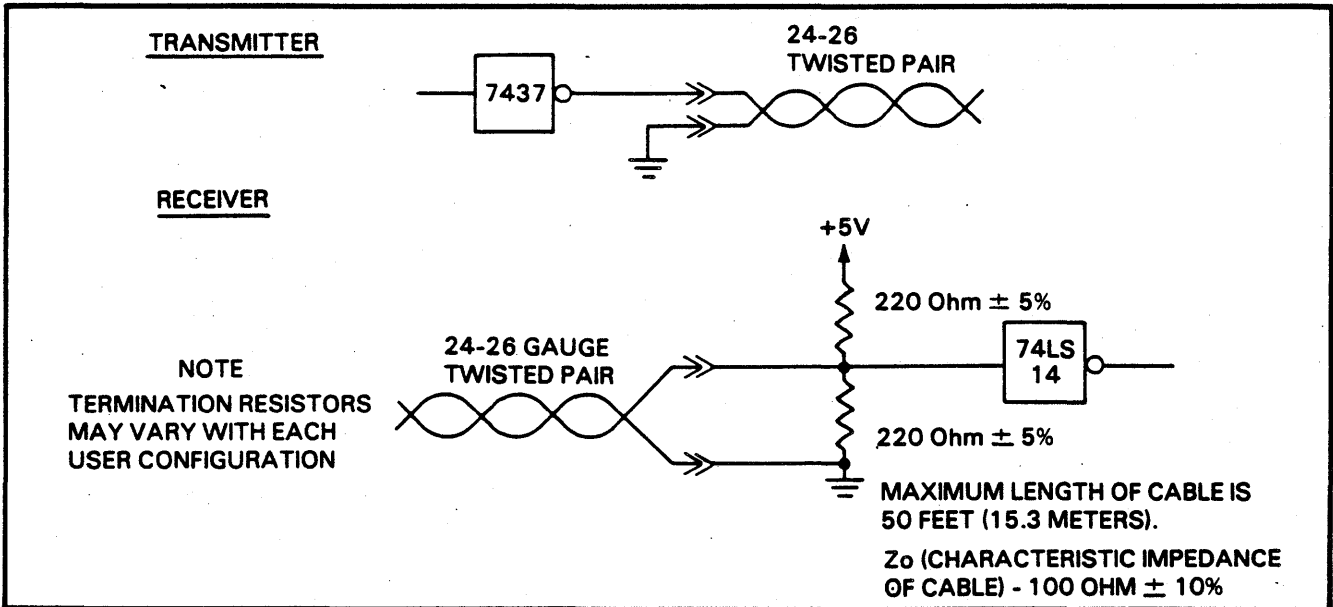 TRANSMITTER
7437
24-26
TWISTED PAIR
RECEIVER
+5V
220 Ohm ± 5%
74LS
14
24-26 GAUGE
TWISTED PAIR
NOTE
TERMINATION RESISTORS
MAY VARY WITH EACH
USER CONFIGURATION
220 Ohm ± 5%
MAXIMUM LENGTH OF CABLE IS
50 FEET (15.3 METERS).
Zo (CHARACTERISTIC IMPEDANCE
OF CABLE) - 100 OHM ± 10%